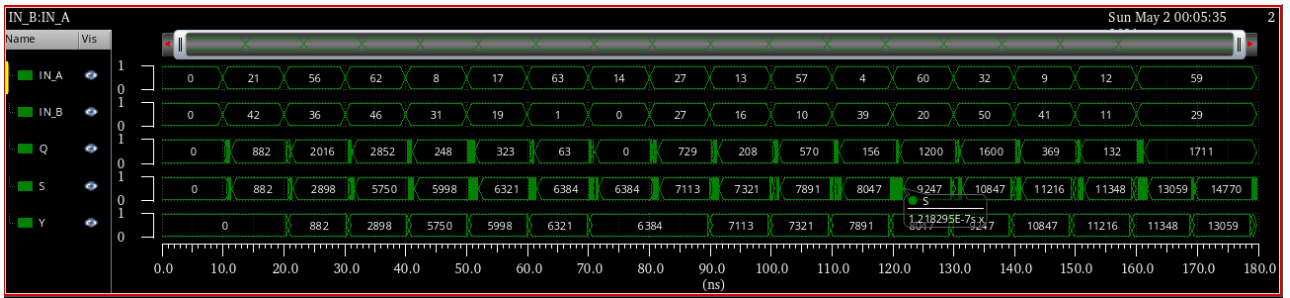 IN_B:IN_A Sun May 2 00:05:35 2
Name Vis
IN_A 1 0 0 21 56 62 8 17 63 14 27 13 57 4 60 32 9 12 59
IN_B 1 0 0 42 36 46 31 19 1 0 27 16 10 39 20 50 41 11 29
Q 1 0 0 882 2016 2852 248 323 63 0 729 208 570 156 1200 1600 369 132 1711
S 1 0 0 882 2898 5750 5998 6321 6384 6384 7113 7321 7891 8047 9247 10847 11216 11348 13059 14770
S
1.218295E-7s x
Y 1 0 0 882 2898 5750 5998 6321 6384 7113 7321 7891 8047 9247 10847 11216 11348 13059
0.0 10.0 20.0 30.0 40.0 50.0 60.0 70.0 80.0 90.0 100.0 110.0 120.0 130.0 140.0 150.0 160.0 170.0 180.0
(ns)